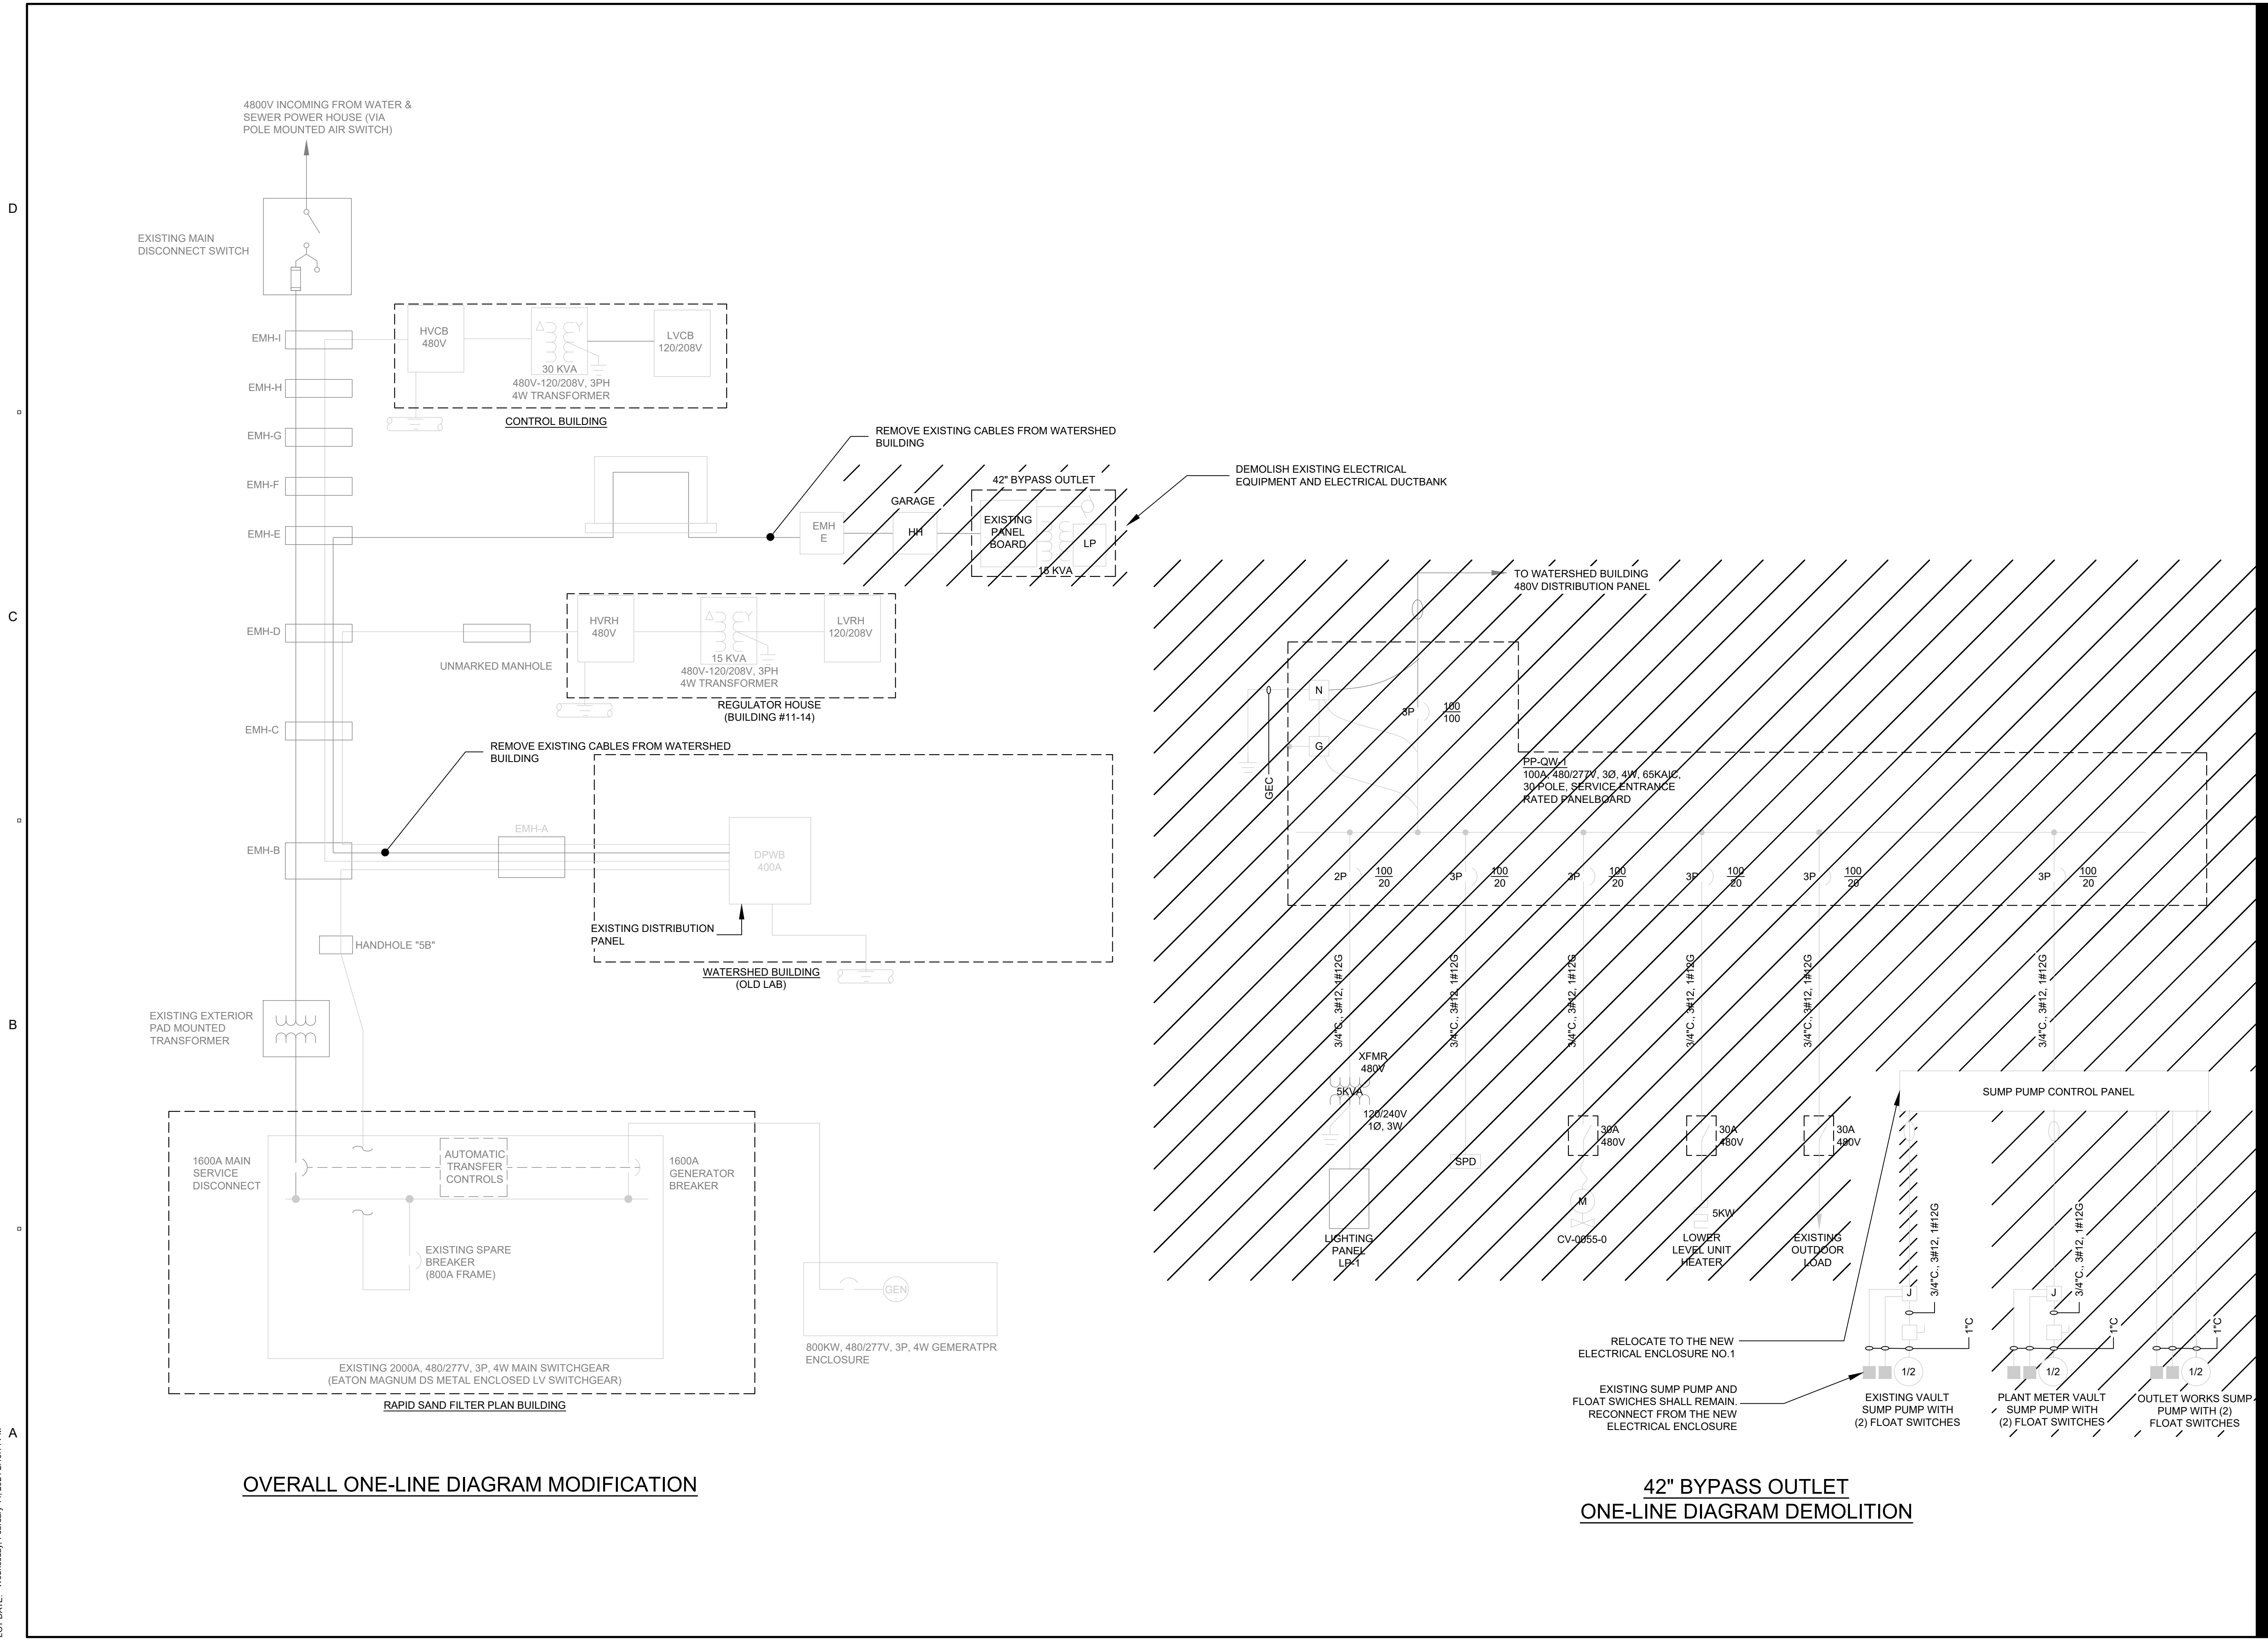 4800V INCOMING FROM WATER &
SEWER POWER HOUSE (VIA
POLE MOUNTED AIR SWITCH)
D
EXISTING MAIN
DISCONNECT SWITCH
EMH-I
HVCB
480V
30 KVA
480V-120/208V, 3PH
4W TRANSFORMER
LVCB
120/208V
CONTROL BUILDING
EMH-H
EMH-G
EMH-F
EMH-E
REMOVE EXISTING CABLES FROM WATERSHED
BUILDING
EMH
E
GARAGE
HH
42" BYPASS OUTLET
EXISTING
PANEL
BOARD
LP
15 KVA
DEMOLISH EXISTING ELECTRICAL
EQUIPMENT AND ELECTRICAL DUCTBANK
C
EMH-D
UNMARKED MANHOLE
HVRH
480V
15 KVA
480V-120/208V, 3PH
4W TRANSFORMER
LVRH
120/208V
REGULATOR HOUSE
(BUILDING #11-14)
EMH-C
REMOVE EXISTING CABLES FROM WATERSHED
BUILDING
EMH-A
EMH-B
DPWB
400A
EXISTING DISTRIBUTION
PANEL
WATERSHED BUILDING
(OLD LAB)
HANDHOLE "5B"
B
EXISTING EXTERIOR
PAD MOUNTED
TRANSFORMER
1600A MAIN
SERVICE
DISCONNECT
AUTOMATIC
TRANSFER
CONTROLS
1600A
GENERATOR
BREAKER
EXISTING SPARE
BREAKER
(800A FRAME)
GEN
800KW, 480/277V, 3P, 4W GEMERATPR
ENCLOSURE
EXISTING 2000A, 480/277V, 3P, 4W MAIN SWITCHGEAR
(EATON MAGNUM DS METAL ENCLOSED LV SWITCHGEAR)
RAPID SAND FILTER PLAN BUILDING
A
OVERALL ONE-LINE DIAGRAM MODIFICATION
TO WATERSHED BUILDING
480V DISTRIBUTION PANEL
N
G
GEC
3P
100
100
PP-QW-1
100A, 480/277V, 3Ø, 4W, 65KAIC,
30 POLE, SERVICE ENTRANCE
RATED PANELBOARD
2P 100
20
3P 100
20
3P 100
20
3P 100
20
3P 100
20
3P 100
20
3/4"C., 3#12, 1#12G
3/4"C., 3#12, 1#12G
3/4"C., 3#12, 1#12G
3/4"C., 3#12, 1#12G
3/4"C., 3#12, 1#12G
3/4"C., 3#12, 1#12G
XFMR
480V
5KVA
120/240V
1Ø, 3W
LIGHTING
PANEL
LP-1
SPD
30A
480V
M
CV-0055-0
30A
480V
5KW
LOWER
LEVEL UNIT
HEATER
30A
480V
EXISTING
OUTDOOR
LOAD
SUMP PUMP CONTROL PANEL
3/4"C., 3#12, 1#12G
J
1"C
1/2
EXISTING VAULT
SUMP PUMP WITH
(2) FLOAT SWITCHES
3/4"C., 3#12, 1#12G
J
1"C
1/2
PLANT METER VAULT
SUMP PUMP WITH
(2) FLOAT SWITCHES
1"C
1/2
OUTLET WORKS SUMP
PUMP WITH (2)
FLOAT SWITCHES
RELOCATE TO THE NEW
ELECTRICAL ENCLOSURE NO.1
EXISTING SUMP PUMP AND
FLOAT SWICHES SHALL REMAIN.
RECONNECT FROM THE NEW
ELECTRICAL ENCLOSURE
42" BYPASS OUTLET
ONE-LINE DIAGRAM DEMOLITION